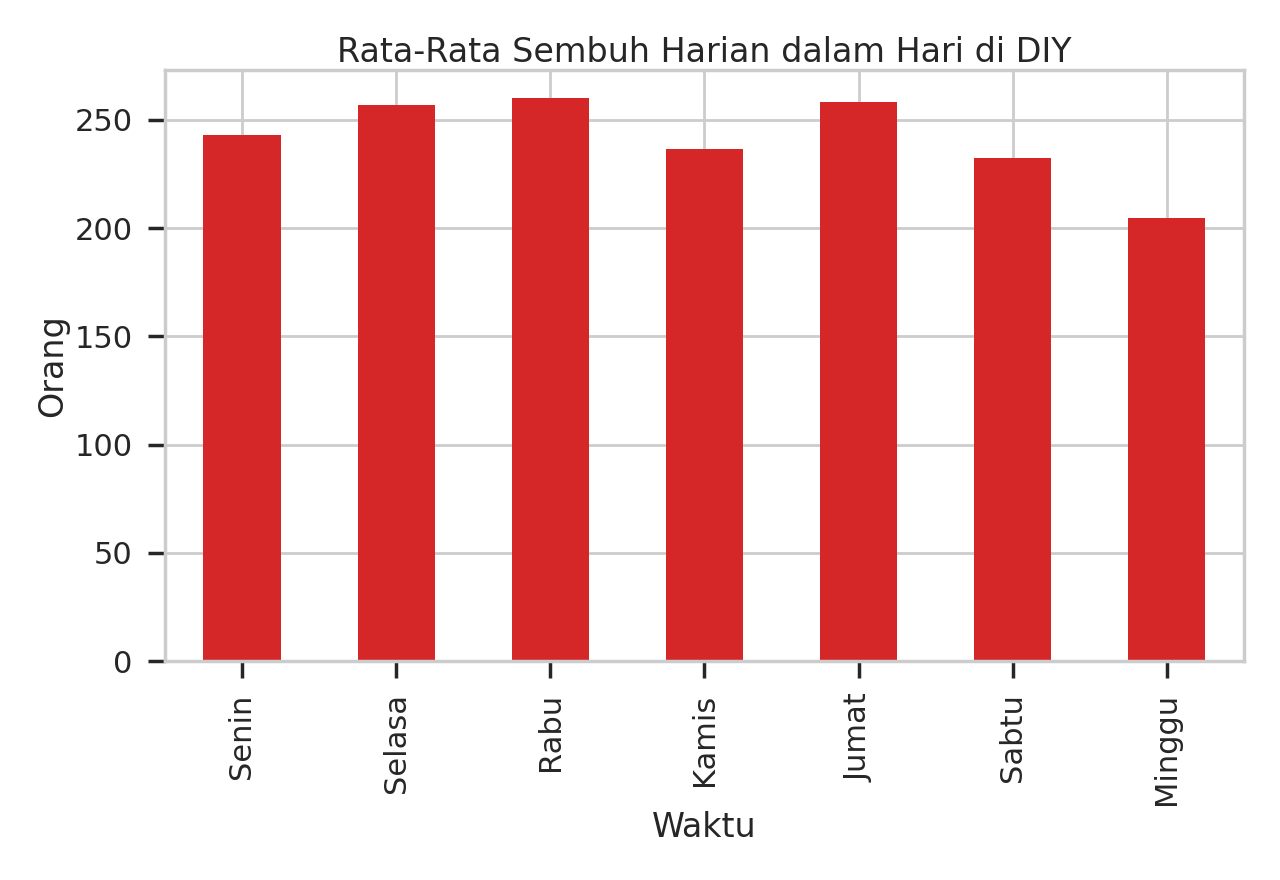 Rata-Rata Sembuh Harian dalam Hari di DIY
Orang
250
200
150
100
50
0
Senin
Selasa
Rabu
Kamis
Jumat
Sabtu
Minggu
Waktu